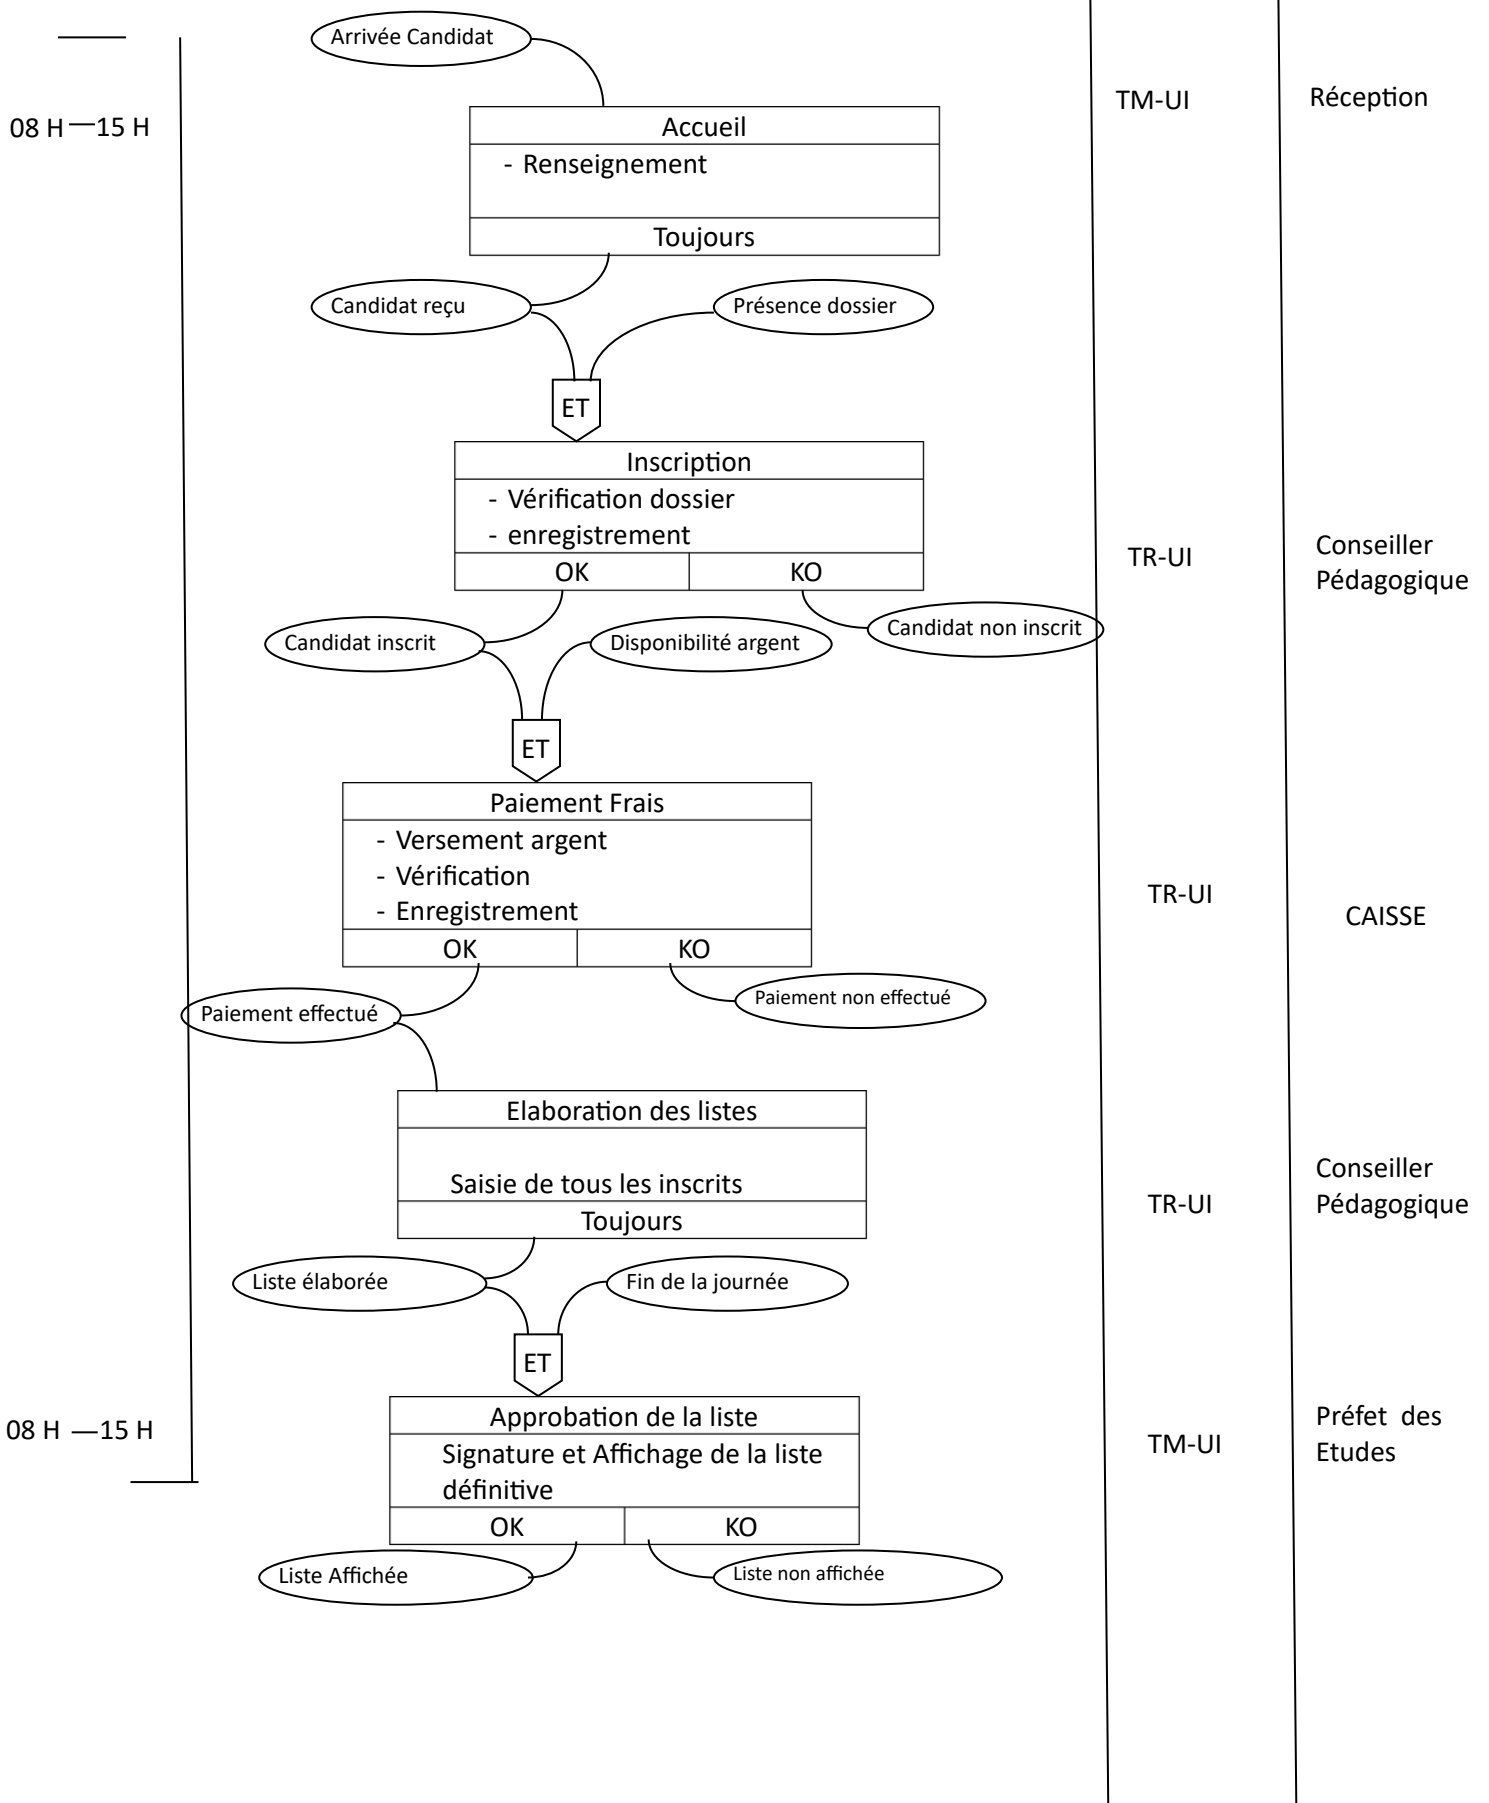 Arrivée Candidat
08 H
15 H
TM-UI
Réception
Accueil
- Renseignement
Toujours
Candidat reçu
Présence dossier
ET
Inscription
- Vérification dossier
- enregistrement
OK
KO
TR-UI
Conseiller
Pédagogique
Candidat inscrit
Disponibilité argent
Candidat non inscrit
ET
Paiement Frais
- Versement argent
- Vérification
- Enregistrement
OK
KO
TR-UI
CAISSE
Paiement effectué
Paiement non effectué
Elaboration des listes
Saisie de tous les inscrits
Toujours
TR-UI
Conseiller
Pédagogique
Liste élaborée
Fin de la journée
ET
08 H
15 H
Approbation de la liste
Signature et Affichage de la liste
définitive
OK
KO
TM-UI
Préfet des
Etudes
Liste Affichée
Liste non affichée